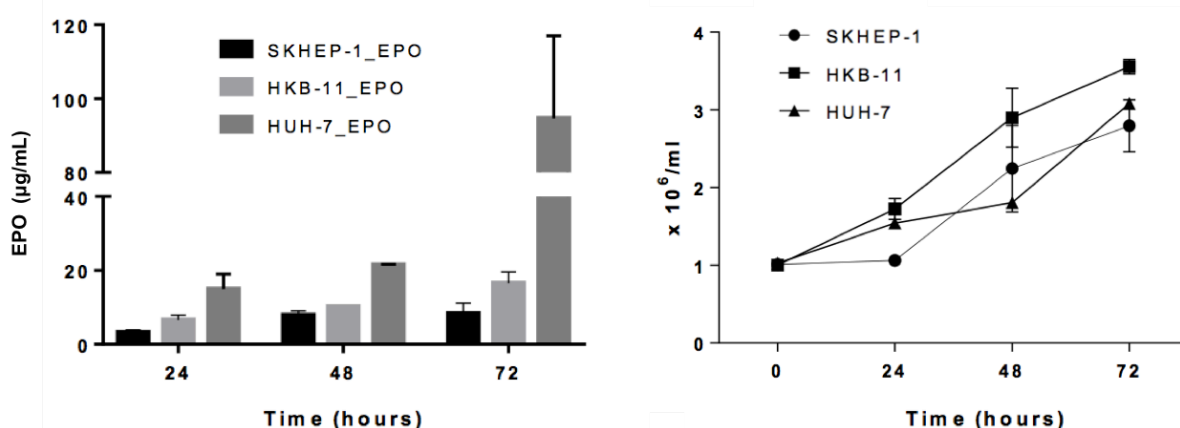 EPO (µg/mL)
120
100
80
40
20
0
SKHEP-1_EPO
HKB-11_EPO
HUH-7_EPO
24 48 72
Time (hours)
x 10^6/ml
4
3
2
1
0
SKHEP-1
HKB-11
HUH-7
0 24 48 72
Time (hours)